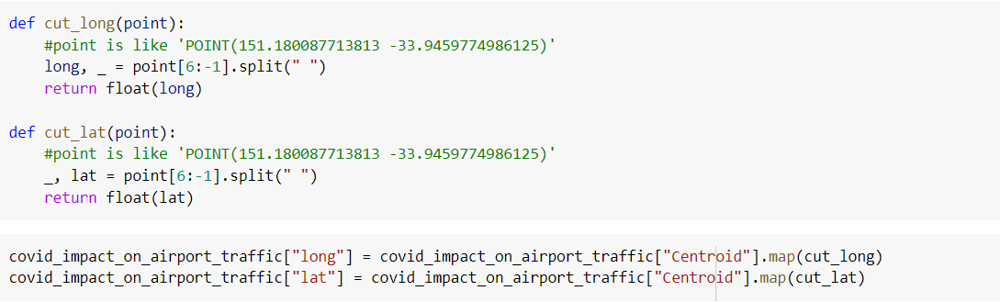 def cut_long(point):
    #point is like 'POINT(151.180087713813 -33.9459774986125)'
    long, _ = point[6:-1].split(" ")
    return float(long)
def cut_lat(point):
    #point is like 'POINT(151.180087713813 -33.9459774986125)'
    _, lat = point[6:-1].split(" ")
    return float(lat)
covid_impact_on_airport_traffic["long"] = covid_impact_on_airport_traffic["Centroid"].map(cut_long)
covid_impact_on_airport_traffic["lat"] = covid_impact_on_airport_traffic["Centroid"].map(cut_lat)